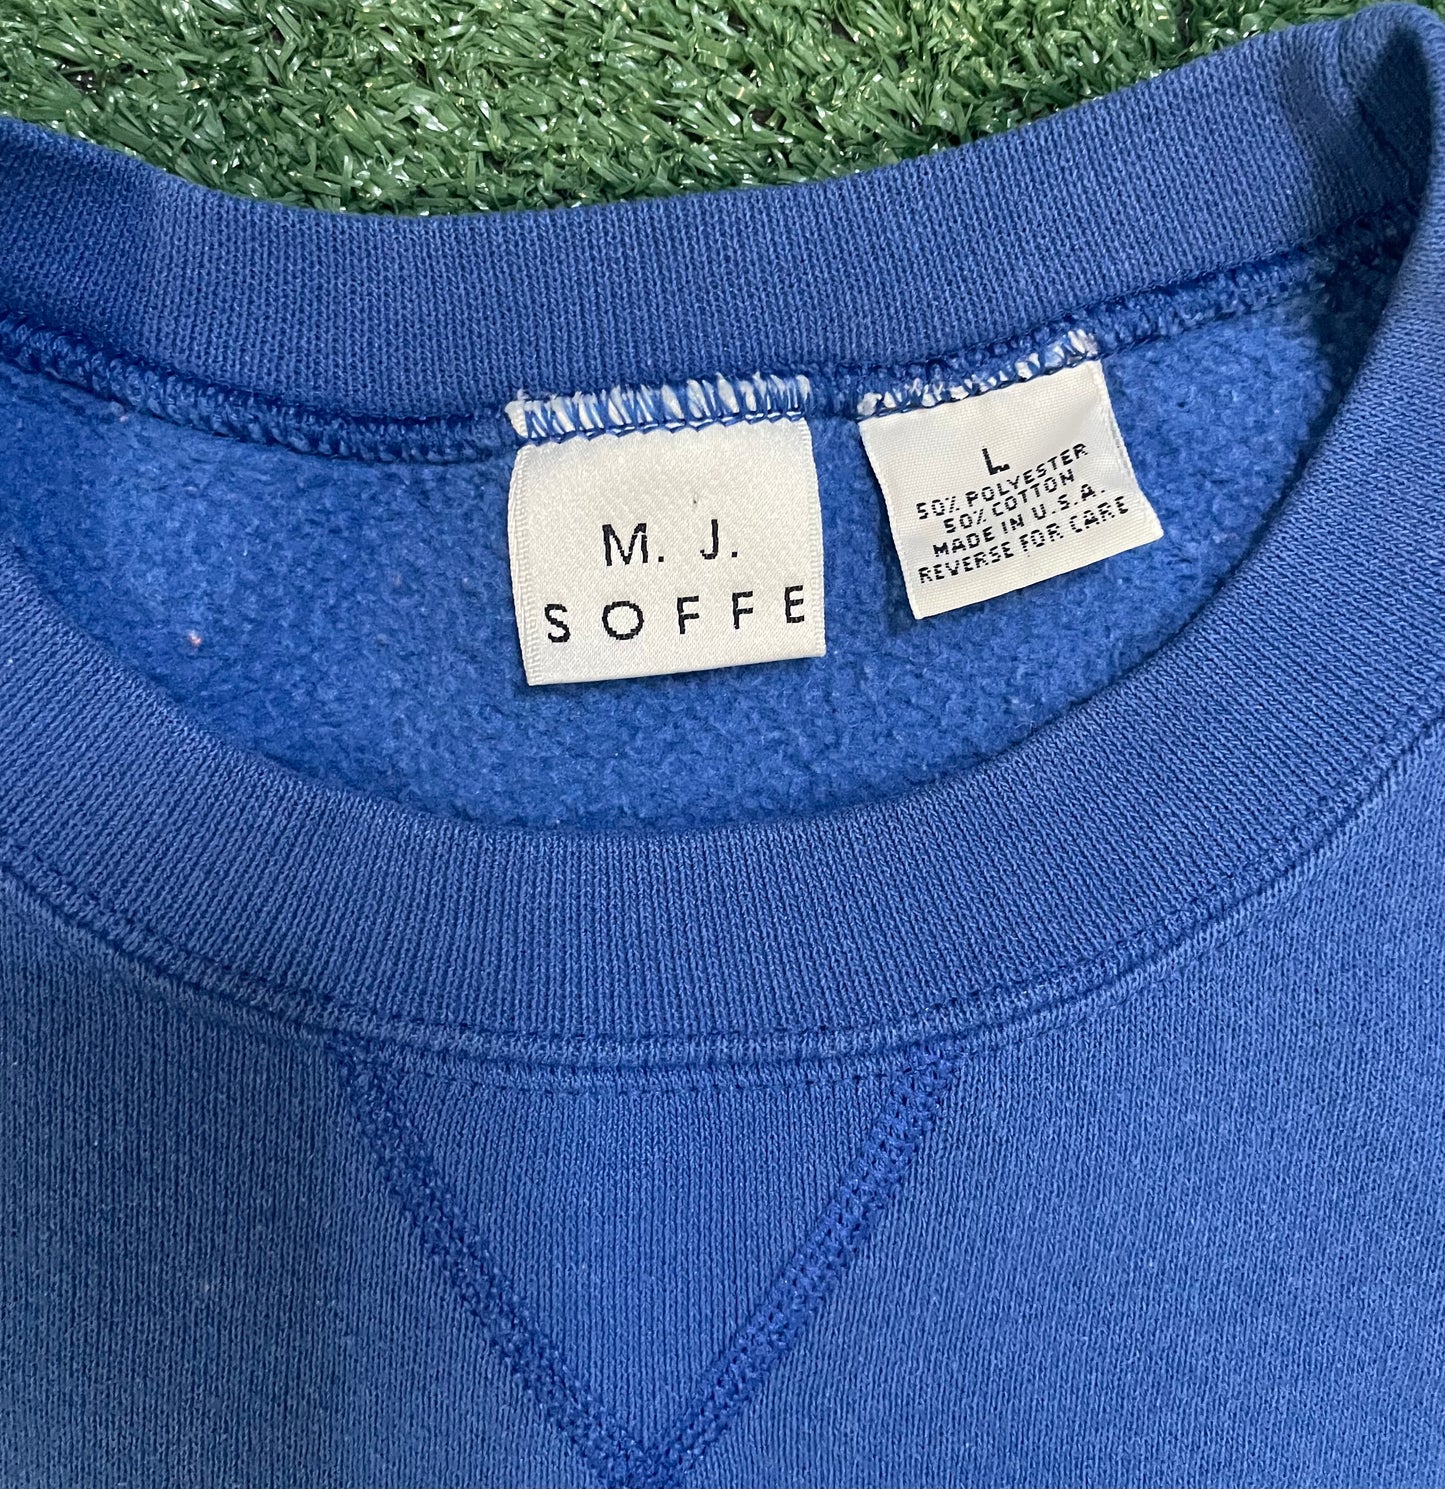 M. J.
SOFFE
L
50% POLYESTER
50% COTTON
MADE IN U.S.A.
REVERSE FOR CARE